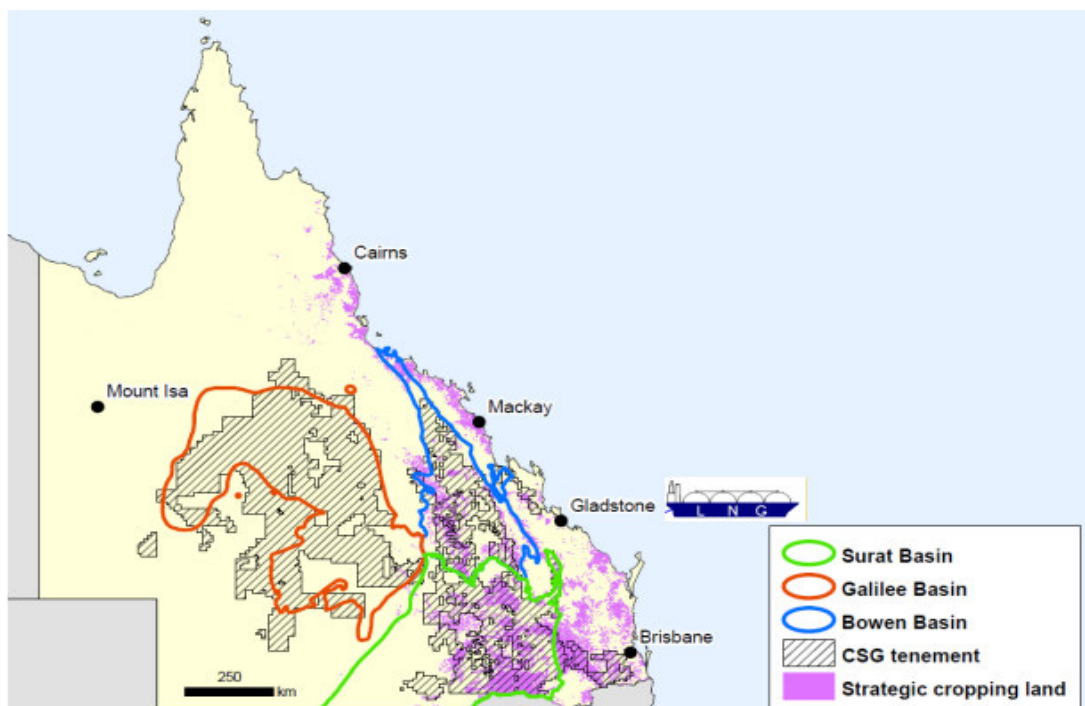 Cairns
Mount Isa
Mackay
Gladstone
L N G
Surat Basin
Galilee Basin
Bowen Basin
Brisbane
CSG tenement
250
km
Strategic cropping land